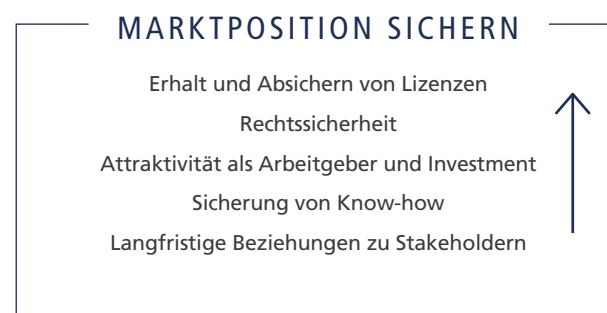 MARKTPOSITION SICHERN
Erhalt und Absichern von Lizenzen
Rechtssicherheit
Attraktivität als Arbeitgeber und Investment
Sicherung von Know-how
Langfristige Beziehungen zu Stakeholdern